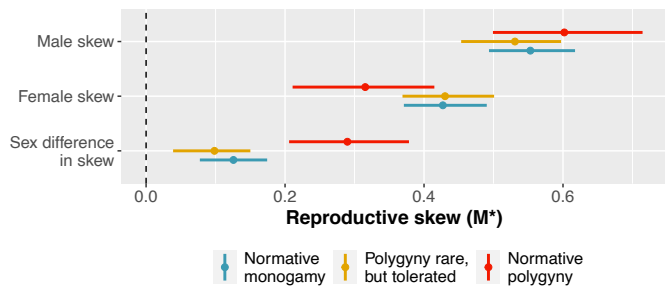 Male skew
Female skew
Sex difference
in skew
0.0
0.2
0.4
0.6
Reproductive skew (M*)
Normative
monogamy
Polygyny rare,
but tolerated
Normative
polygyny